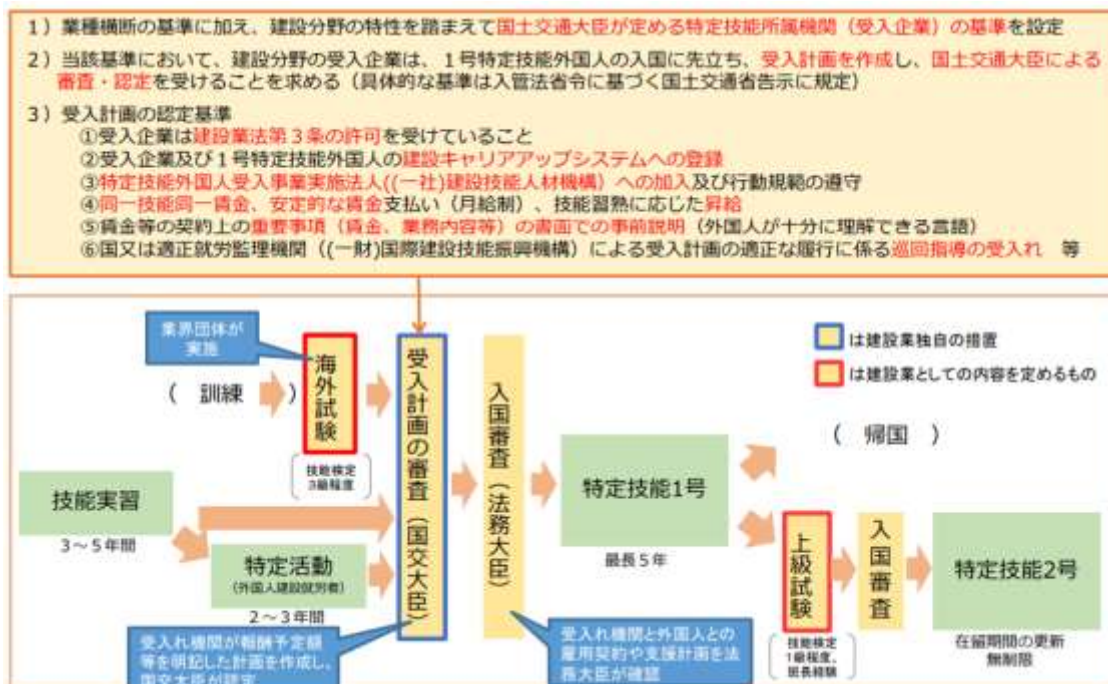 1）業種横断の基準に加え、建設分野の特性を踏まえて国土交通大臣が定める特定技能所属機関（受入企業）の基準を設定
2）当該基準において、建設分野の受入企業は、1号特定技能外国人の入国に先立ち、受入計画を作成し、国土交通大臣による
審査・認定を受けることを求める（具体的な基準は入管法省令に基づく国土交通省告示に規定）
3）受入計画の認定基準
①受入企業は建設業法第3条の許可を受けていること
②受入企業及び1号特定技能外国人の建設キャリアアップシステムへの登録
③特定技能外国人受入事業実施法人((一社)建設技能人材機構）への加入及び行動規範の遵守
④同一技能同一賃金、安定的な賃金支払い（月給制）、技能習熟に応じた昇給
⑤賃金等の契約上の重要事項（賃金、業務内容等）の書面での事前説明（外国人が十分に理解できる言語）
⑥国又は適正就労監理機関（(一財)国際建設技能振興機構）による受入計画の適正な履行に係る巡回指導の受入れ　等
業界団体が
実施
（　訓練　）
海外試験
技能検定
3級程度
技能実習
3～5年間
特定活動
(外国人建設就労者)
2～3年間
受入計画の審査（国交大臣）
受入れ機関が報酬予定額
等を明記した計画を作成し、
国交大臣が認定
入国審査（法務大臣）
受入れ機関と外国人との
雇用契約や支援計画を法
務大臣が確認
特定技能1号
最長5年
は建設業独自の措置
は建設業としての内容を定めるもの
（　帰国　）
上級試験
技能検定
1級程度、
班長経験
入国審査
特定技能2号
在留期間の更新
無制限